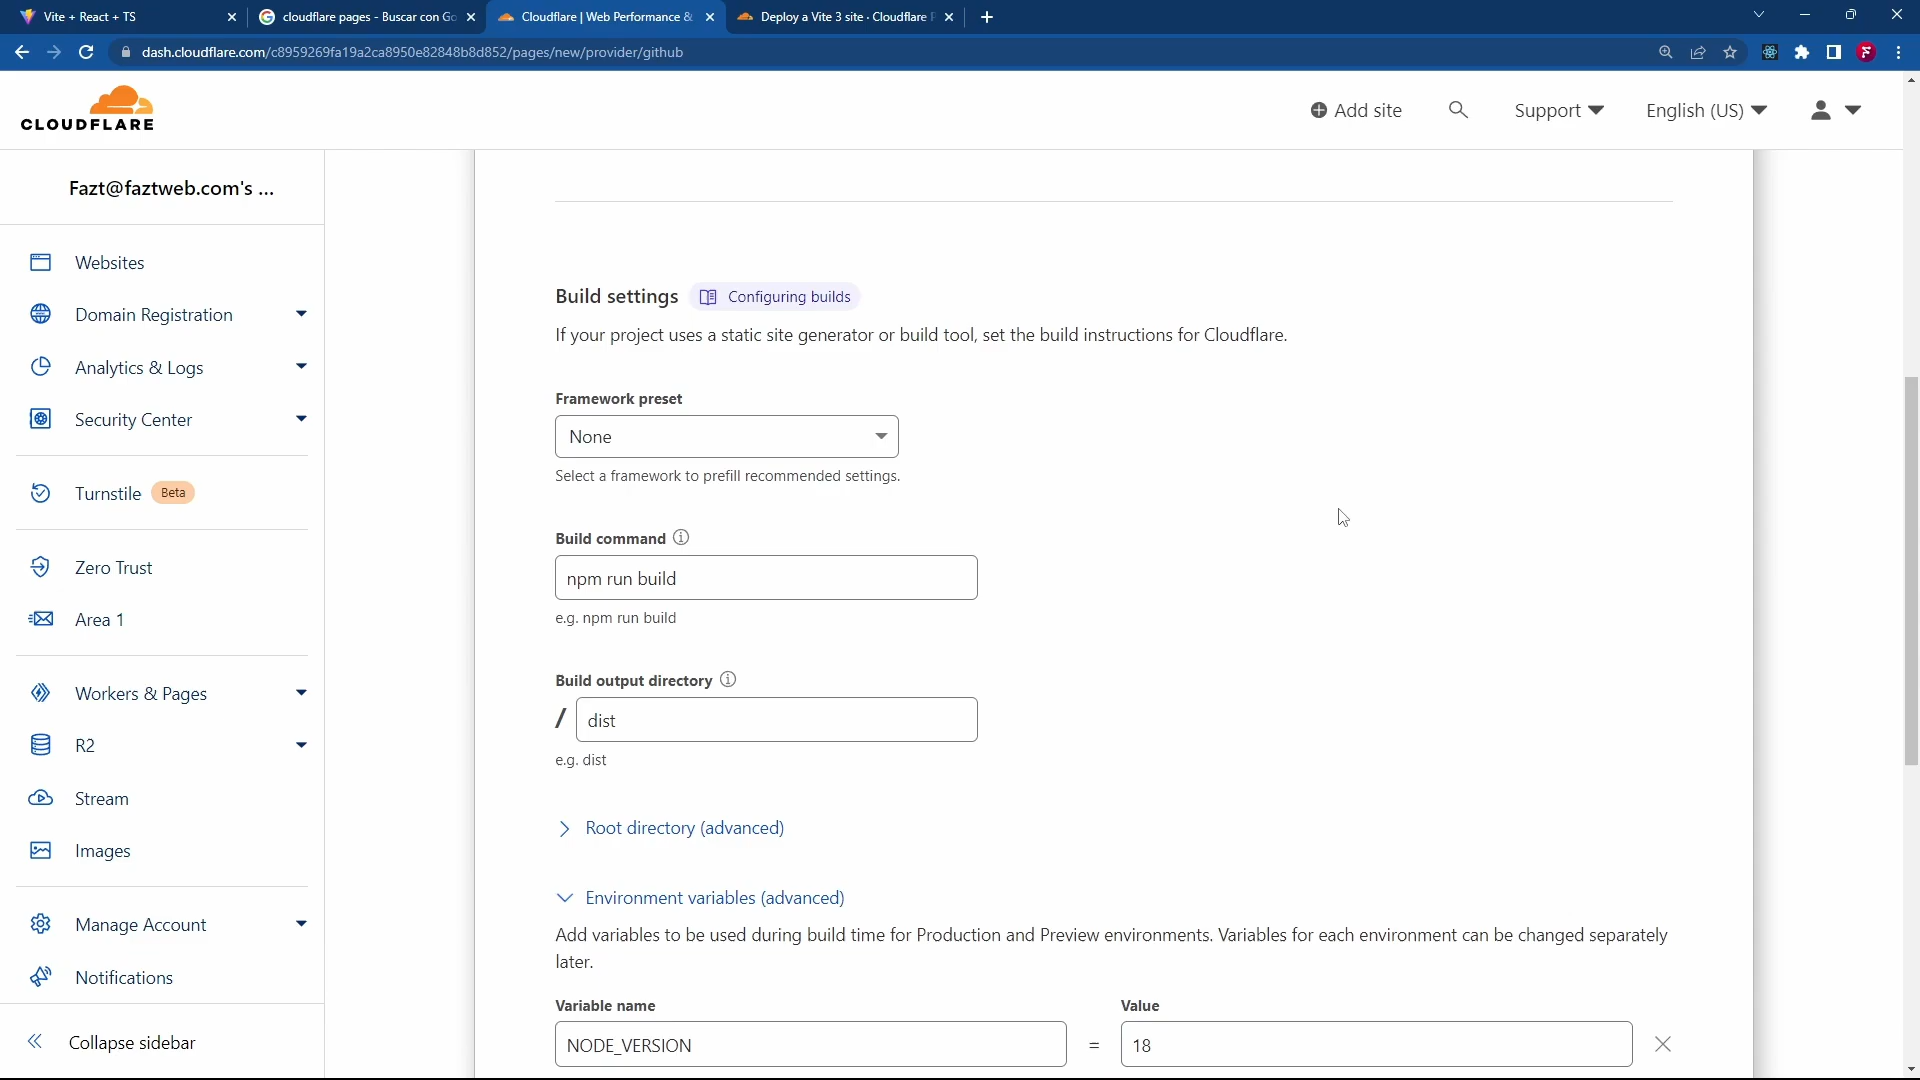 Vite + React + TS
cloudflare pages - Buscar con Go
Cloudflare | Web Performance &
Deploy a Vite 3 site · Cloudflare P
dash.cloudflare.com/c8959269fa19a2ca8950e82848b8d852/pages/new/provider/github
CLOUDFLARE
Add site
Support
English (US)
Fazt@faztweb.com's ...
Websites
Domain Registration
Analytics & Logs
Security Center
Turnstile Beta
Zero Trust
Area 1
Workers & Pages
R2
Stream
Images
Manage Account
Notifications
Collapse sidebar
Build settings Configuring builds
If your project uses a static site generator or build tool, set the build instructions for Cloudflare.
Framework preset
None
Select a framework to prefill recommended settings.
Build command
npm run build
e.g. npm run build
Build output directory
/ dist
e.g. dist
Root directory (advanced)
Environment variables (advanced)
Add variables to be used during build time for Production and Preview environments. Variables for each environment can be changed separately
later.
Variable name Value
NODE_VERSION = 18